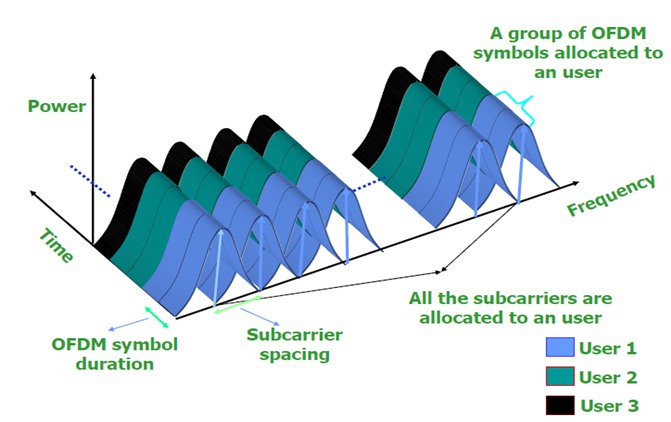 A group of OFDM
symbols allocated to
an user
Power
Frequency
Time
All the subcarriers are
allocated to an user
OFDM symbol
duration
Subcarrier
spacing
User 1
User 2
User 3